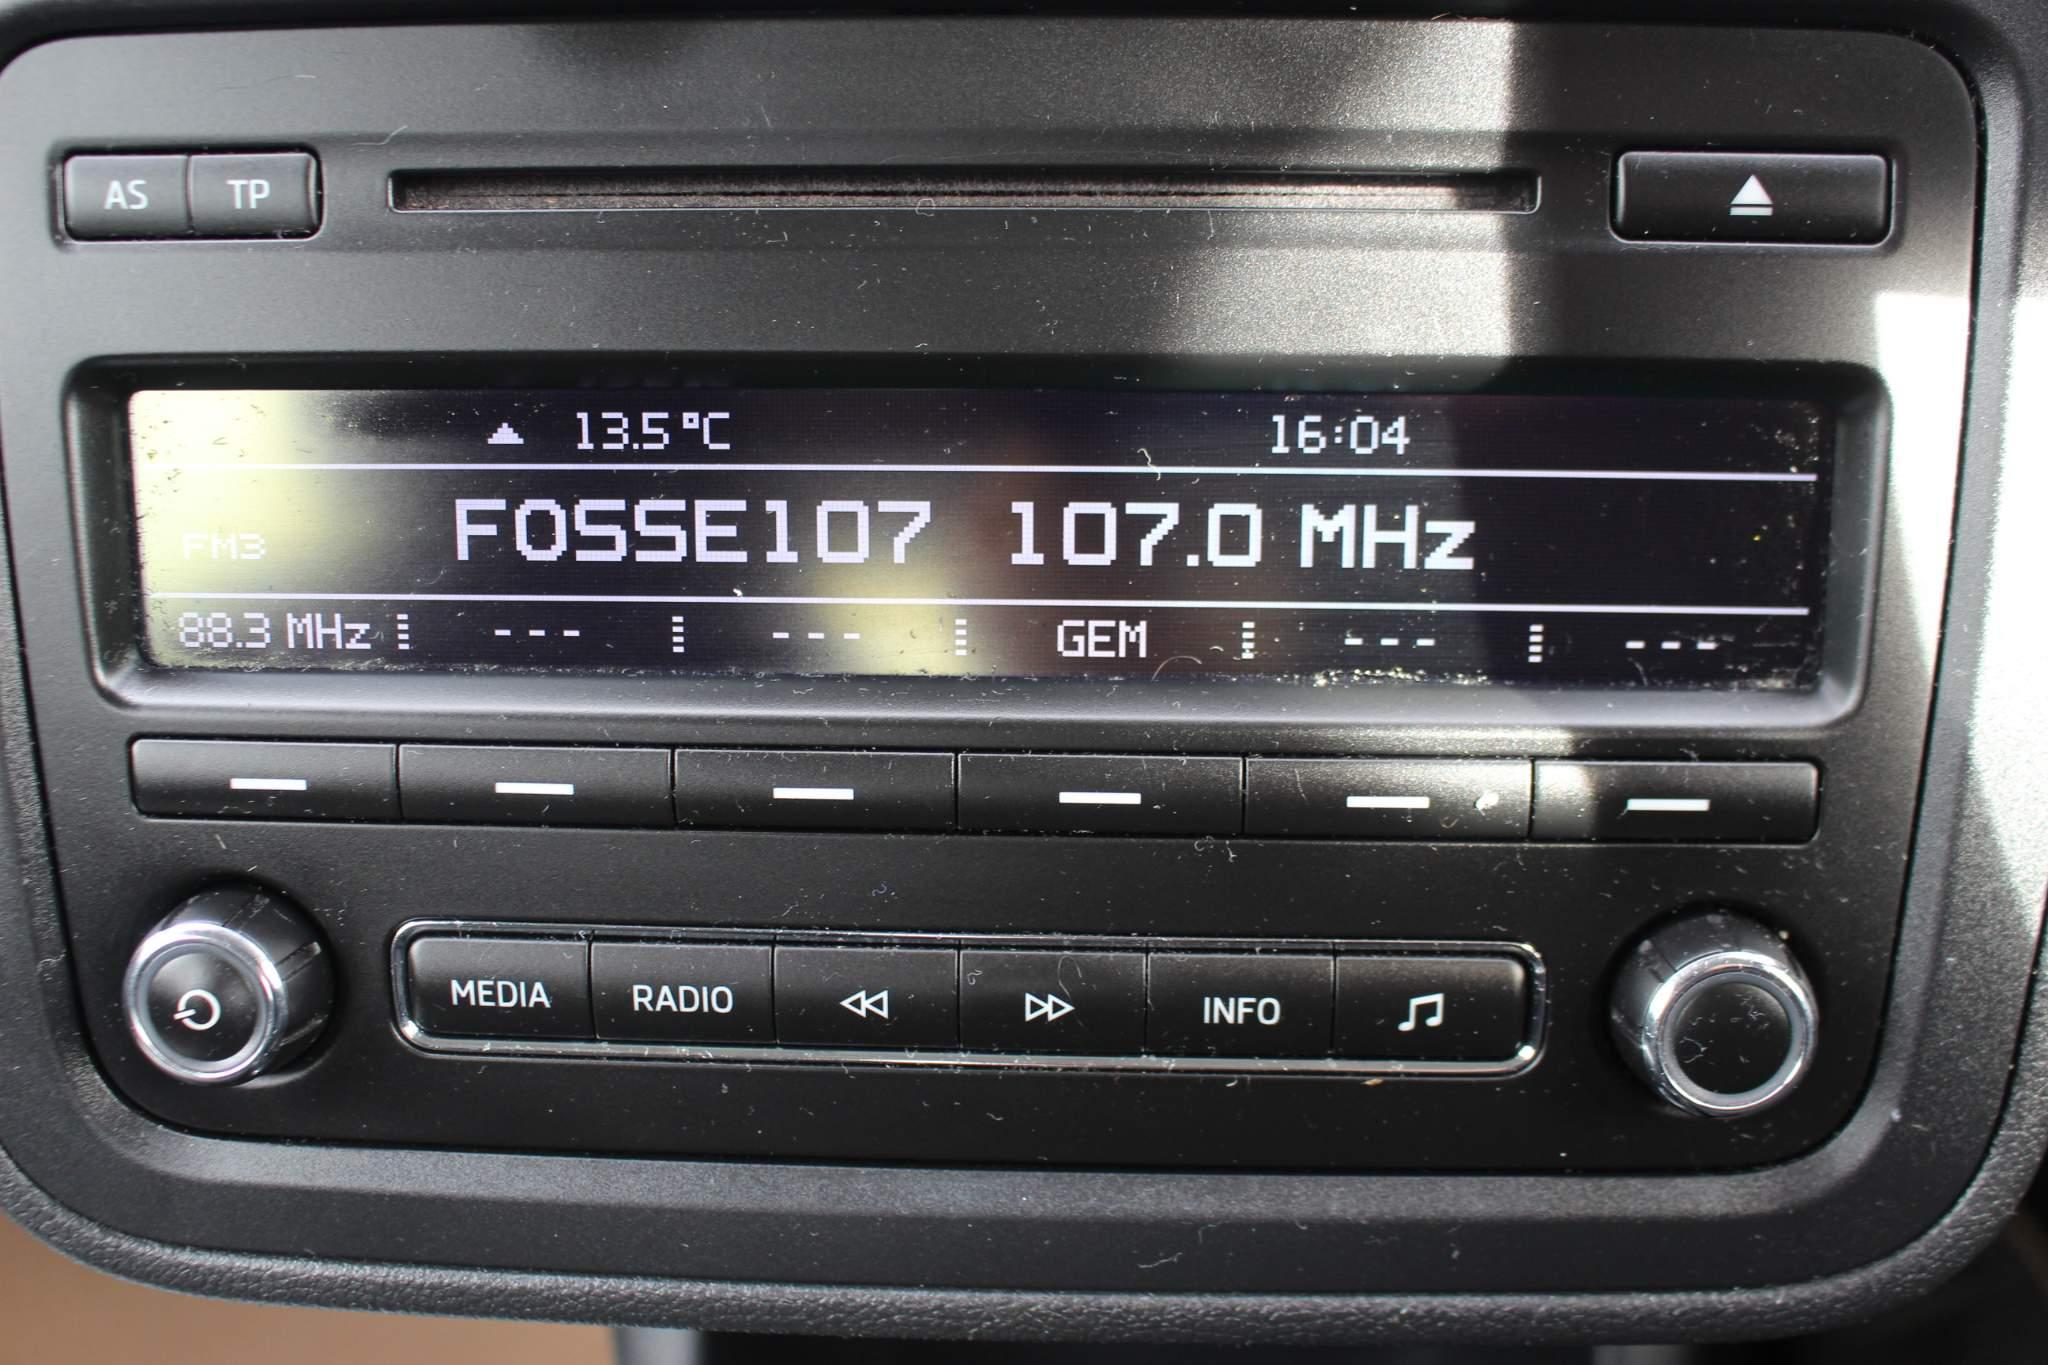 AS TP
13.5°C 16:04
FM3 FOSSE107 107.0 MHz
88.3 MHz --- --- GEM --- ---
MEDIA RADIO INFO